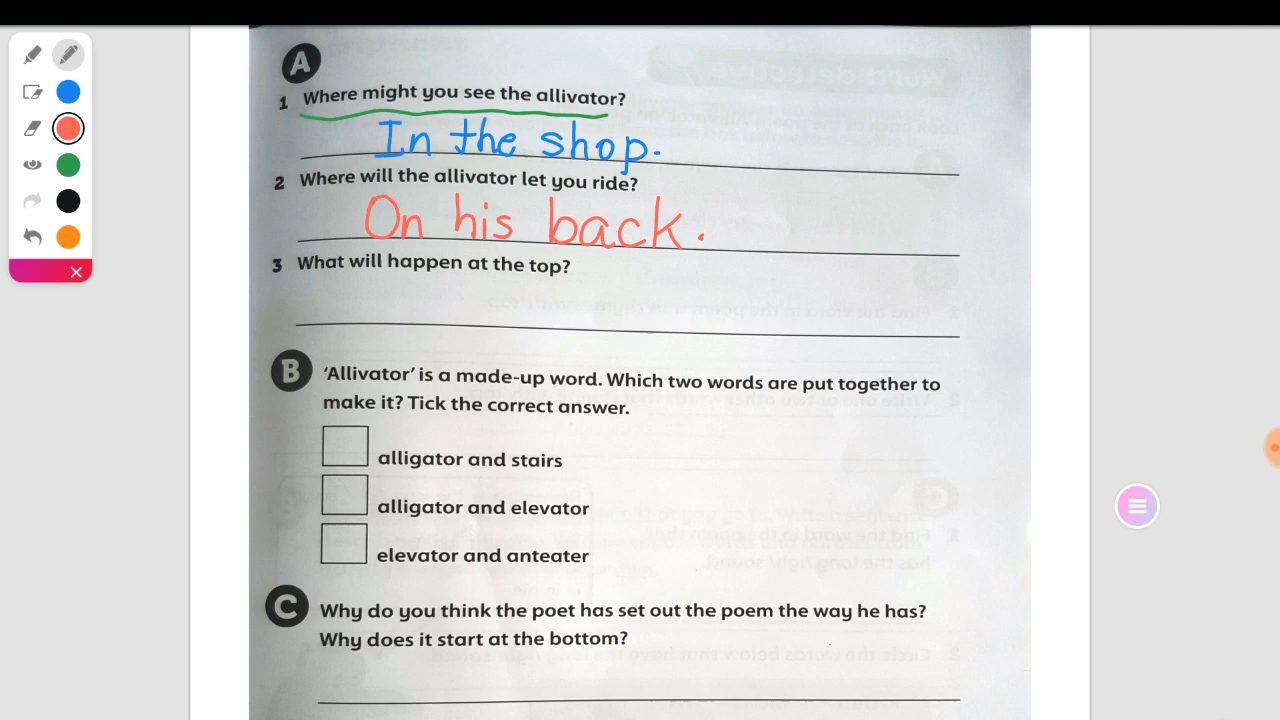 A
1 Where might you see the allivator?
In the shop.
2 Where will the allivator let you ride?
On his back.
3 What will happen at the top?
B 'Allivator' is a made-up word. Which two words are put together to
make it? Tick the correct answer.
alligator and stairs
alligator and elevator
elevator and anteater
C Why do you think the poet has set out the poem the way he has?
Why does it start at the bottom?